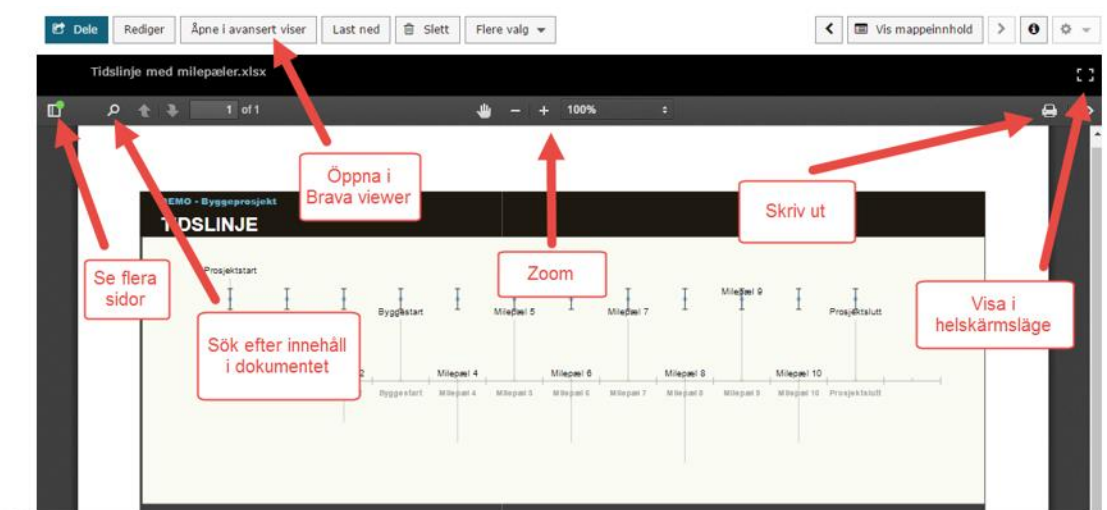 Dele Rediger Åpne i avansert viser Last ned Slett Flere valg Vis mappeinnhold
Tidslinje med milepæler.xlsx
1 of 1 100%
Öppna i
Brava viewer
Skriv ut
- Byggeprosjekt
TIDSLINJE
Se flera
sidor
Prosjektstart
Zoom
Visa i
helskärmsläge
Milepæl 9
Byggestart Milepæl 5 Milepæl 7 Prosjektslutt
Sök efter innehåll
i dokumentet
2 Milepæl 4 Milepæl 6 Milepæl 8 Milepæl 10
Byggestart Milepæl 4 Milepæl 5 Milepæl 6 Milepæl 7 Milepæl 8 Milepæl 9 Milepæl 10 Prosjektslutt